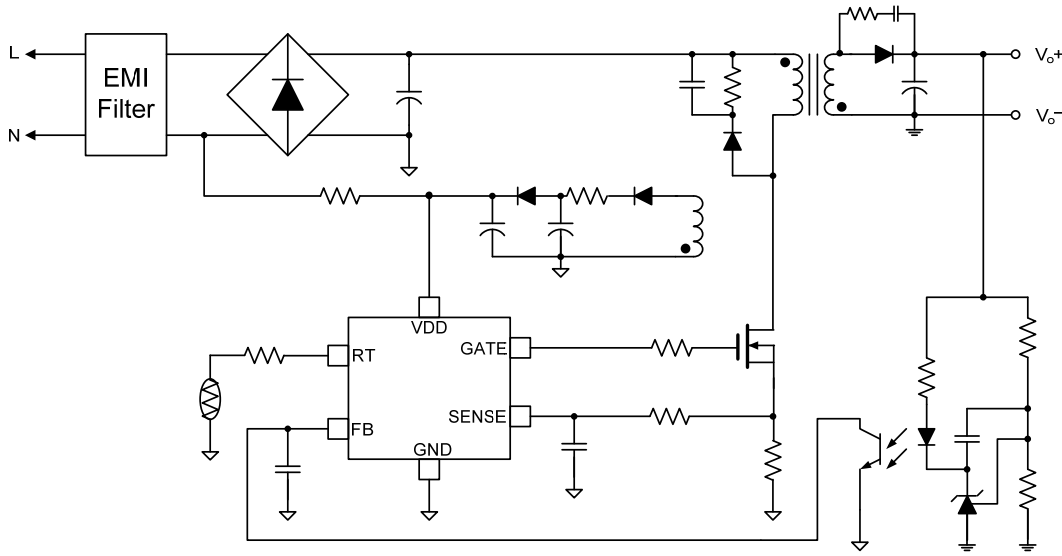 L
EMI
Filter
N
Vo+
Vo−
VDD
RT
GATE
SENSE
FB
GND